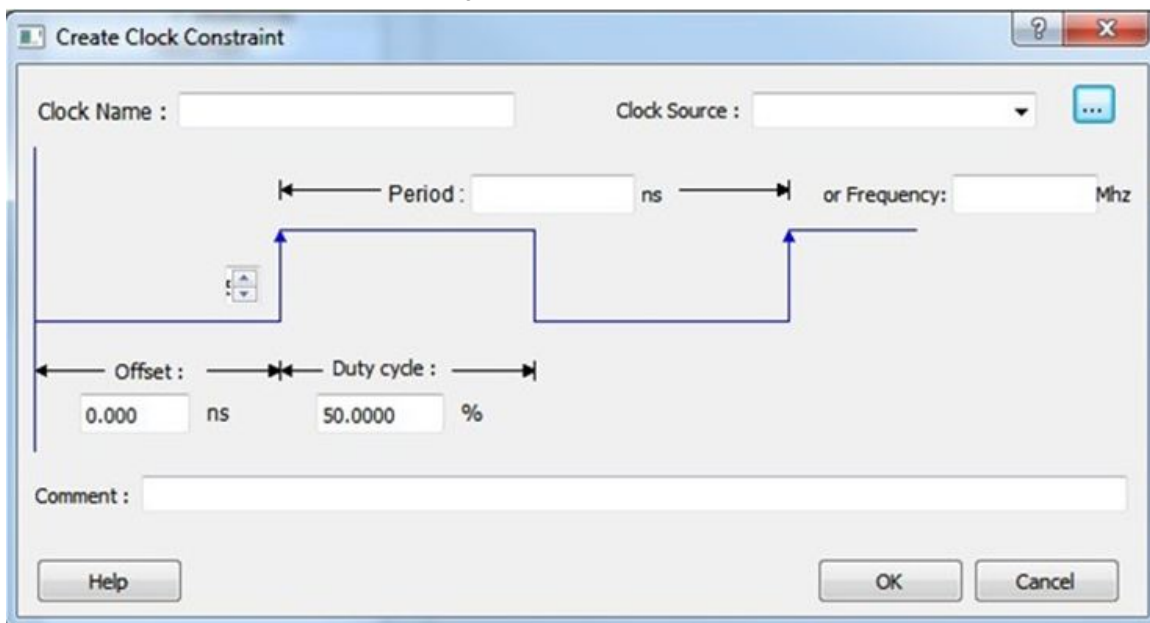 Create Clock Constraint
?
Clock Name : Clock Source : ...
Period : ns or Frequency: Mhz
Offset : Duty cycle :
0.000 ns 50.0000 %
Comment :
Help OK Cancel